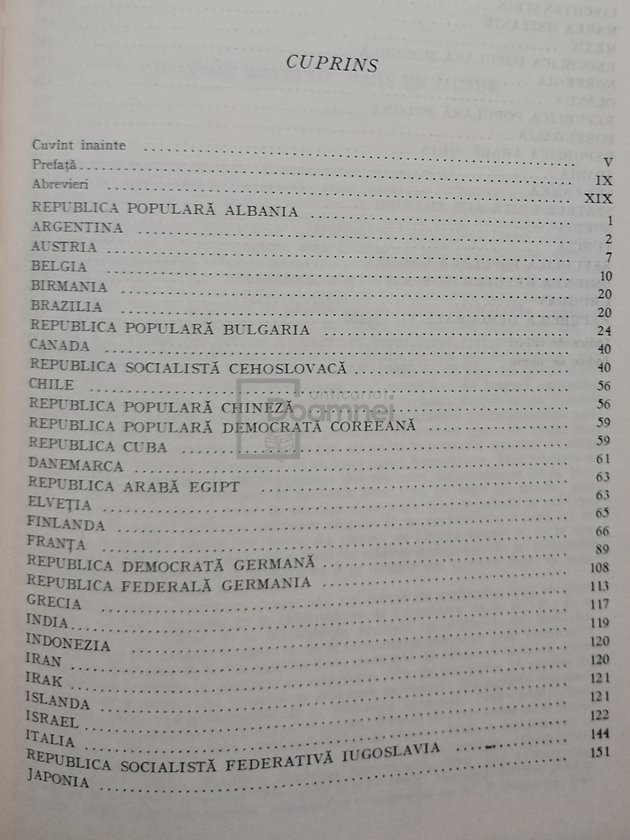 CUPRINS
Cuvînt înainte ........ V
Prefață ........ IX
Abrevieri ........ XIX
REPUBLICA POPULARĂ ALBANIA ........ 1
ARGENTINA ........ 2
AUSTRIA ........ 7
BELGIA ........ 10
BIRMANIA ........ 20
BRAZILIA ........ 20
REPUBLICA POPULARĂ BULGARIA ........ 24
CANADA ........ 40
REPUBLICA SOCIALISTĂ CEHOSLOVACĂ ........ 40
CHILE ........ 56
REPUBLICA POPULARĂ CHINEZĂ ........ 56
REPUBLICA POPULARĂ DEMOCRATĂ COREEANĂ ........ 59
REPUBLICA CUBA ........ 59
DANEMARCA ........ 61
REPUBLICA ARABĂ EGIPT ........ 63
ELVEȚIA ........ 63
FINLANDA ........ 65
FRANȚA ........ 66
REPUBLICA DEMOCRATĂ GERMANĂ ........ 89
REPUBLICA FEDERALĂ GERMANIA ........ 108
GRECIA ........ 113
INDIA ........ 117
INDONEZIA ........ 119
IRAN ........ 120
IRAK ........ 120
ISLANDA ........ 121
ISRAEL ........ 121
ITALIA ........ 122
REPUBLICA SOCIALISTĂ FEDERATIVĂ IUGOSLAVIA ........ 144
JAPONIA ........ 151
anticariat
Doamnei